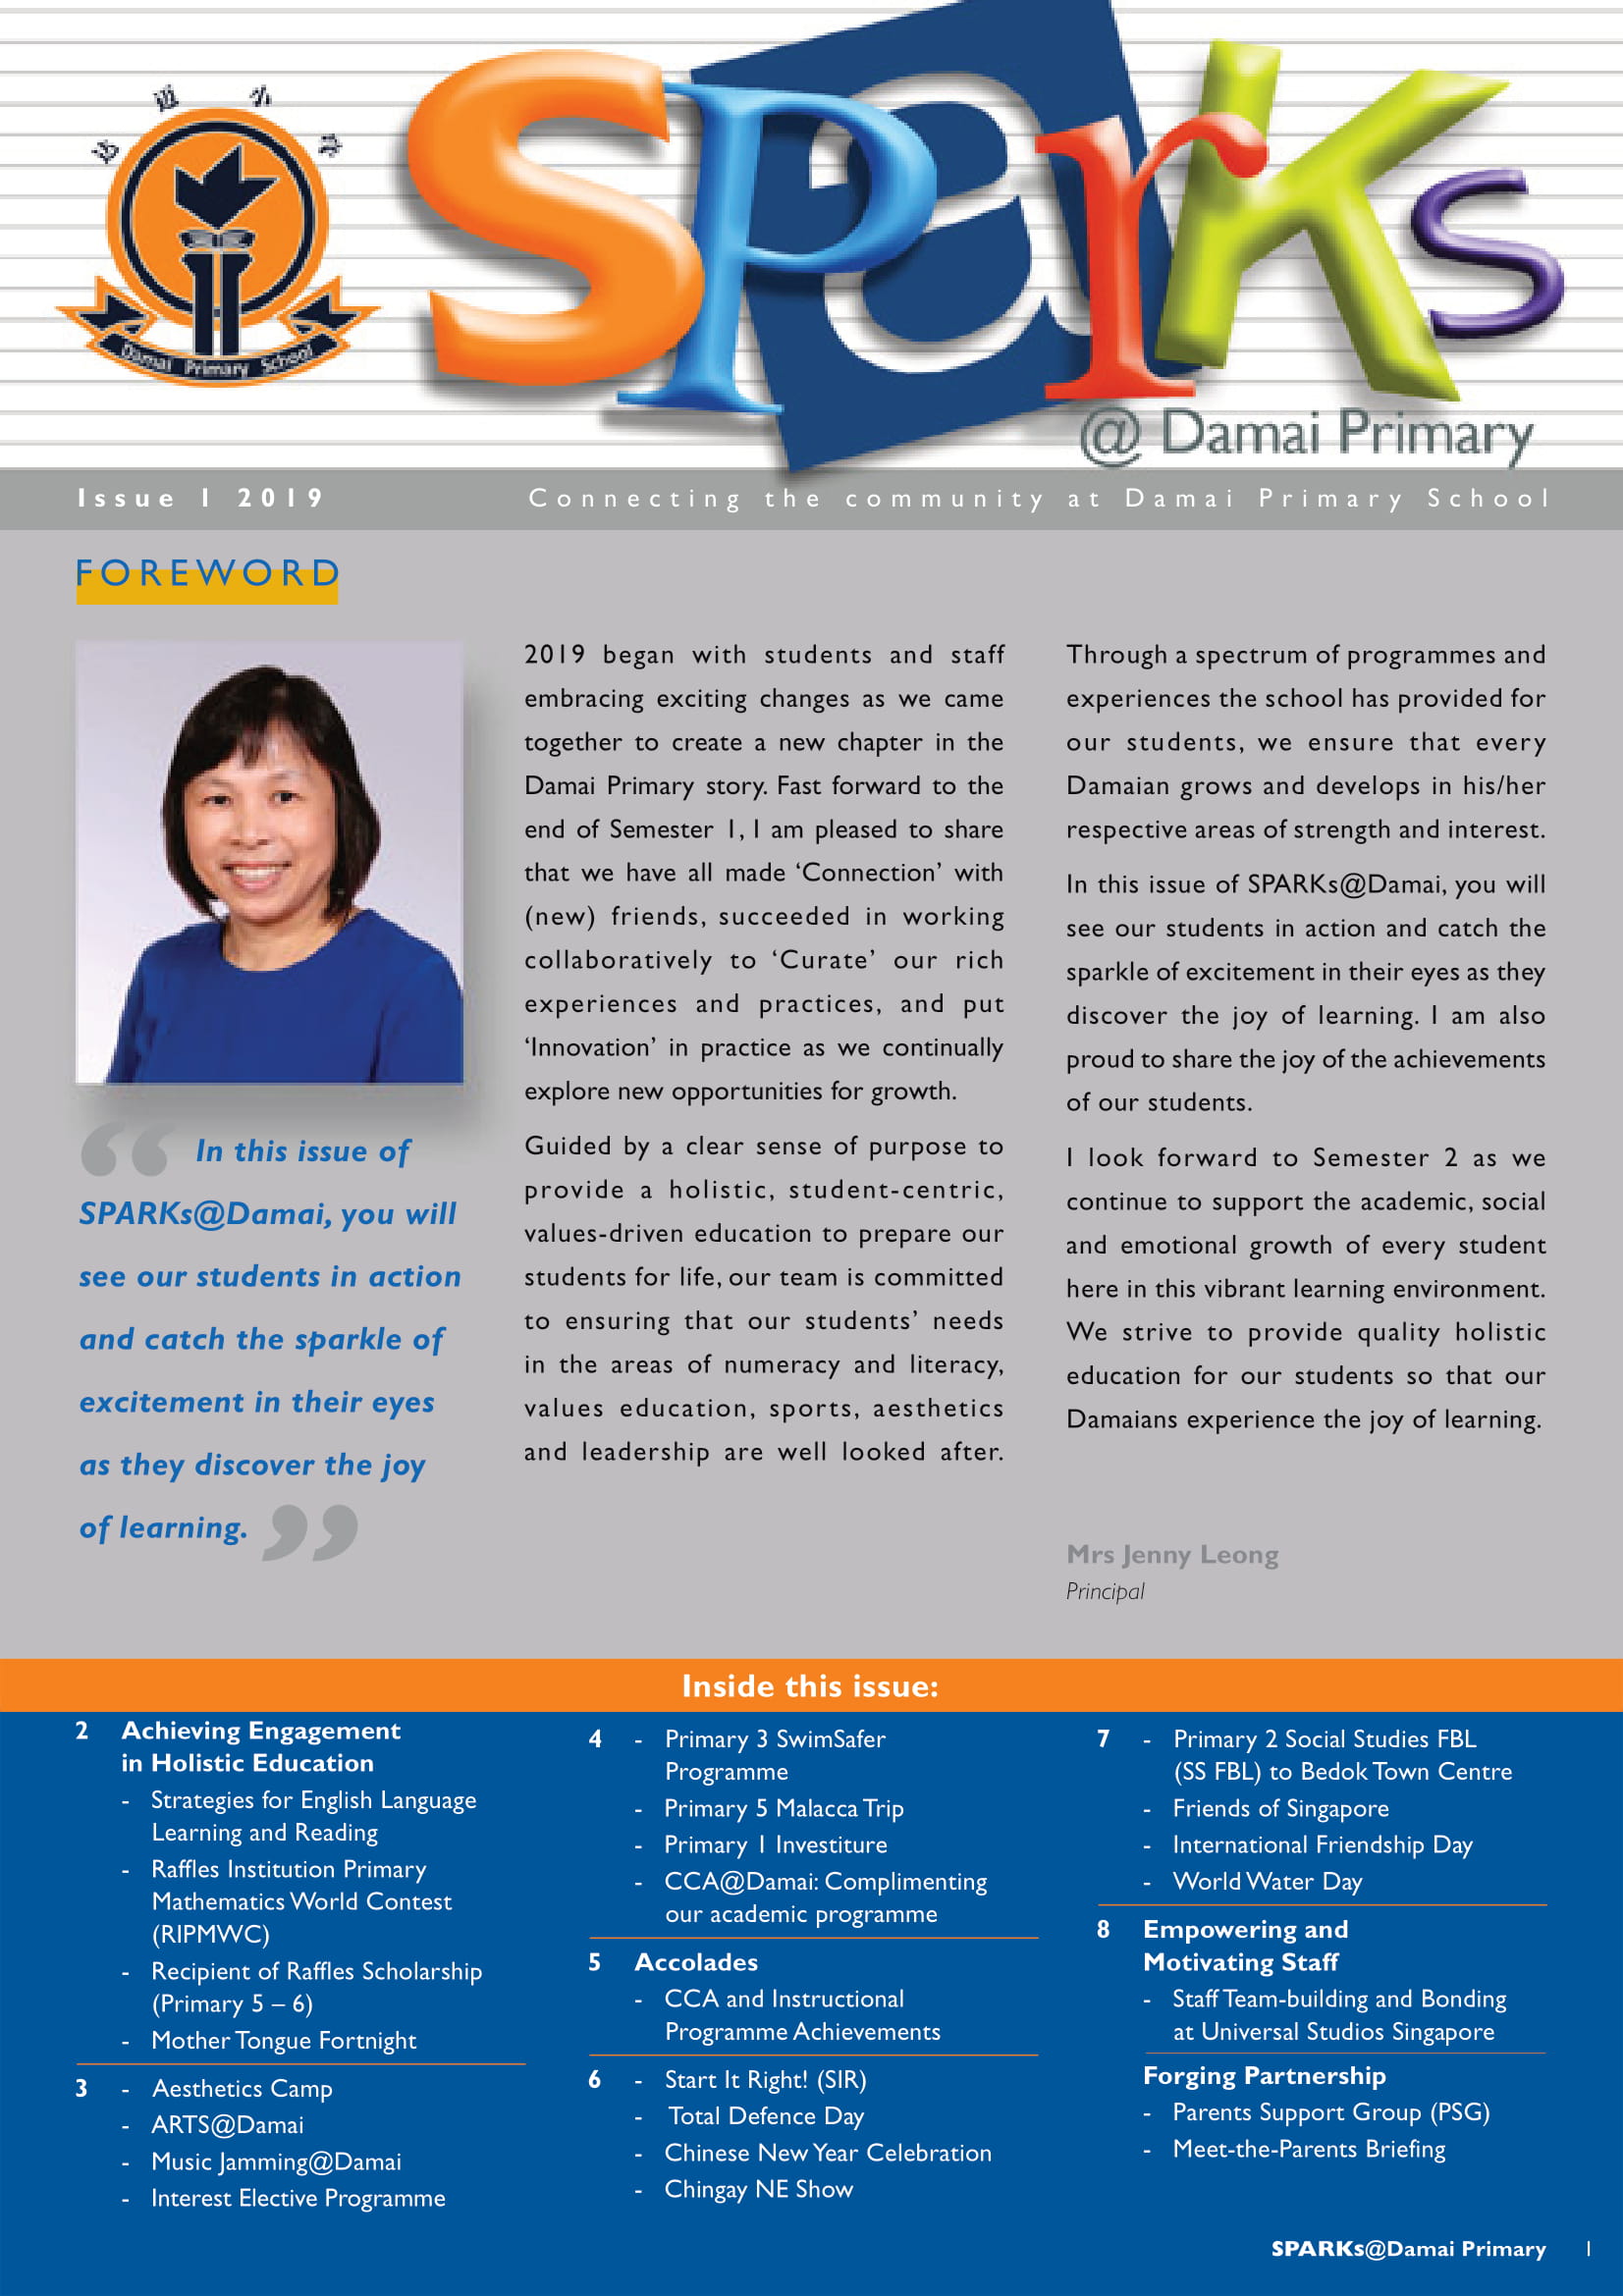 SPaRKs
@ Damai Primary
Damai Primary School
Issue 1 2019
Connecting the community at Damai Primary School
FOREWORD
“ In this issue of
SPARKs@Damai, you will
see our students in action
and catch the sparkle of
excitement in their eyes
as they discover the joy
of learning. ”
2019 began with students and staff
embracing exciting changes as we came
together to create a new chapter in the
Damai Primary story. Fast forward to the
end of Semester 1, I am pleased to share
that we have all made ‘Connection’ with
(new) friends, succeeded in working
collaboratively to ‘Curate’ our rich
experiences and practices, and put
‘Innovation’ in practice as we continually
explore new opportunities for growth.
Guided by a clear sense of purpose to
provide a holistic, student-centric,
values-driven education to prepare our
students for life, our team is committed
to ensuring that our students’ needs
in the areas of numeracy and literacy,
values education, sports, aesthetics
and leadership are well looked after.
Through a spectrum of programmes and
experiences the school has provided for
our students, we ensure that every
Damaian grows and develops in his/her
respective areas of strength and interest.
In this issue of SPARKs@Damai, you will
see our students in action and catch the
sparkle of excitement in their eyes as they
discover the joy of learning. I am also
proud to share the joy of the achievements
of our students.
I look forward to Semester 2 as we
continue to support the academic, social
and emotional growth of every student
here in this vibrant learning environment.
We strive to provide quality holistic
education for our students so that our
Damaians experience the joy of learning.
Mrs Jenny Leong
Principal
Inside this issue:
2 Achieving Engagement
in Holistic Education
- Strategies for English Language
Learning and Reading
- Raffles Institution Primary
Mathematics World Contest
(RIPMWC)
- Recipient of Raffles Scholarship
(Primary 5 – 6)
- Mother Tongue Fortnight
3 - Aesthetics Camp
- ARTS@Damai
- Music Jamming@Damai
- Interest Elective Programme
4 - Primary 3 SwimSafer
Programme
- Primary 5 Malacca Trip
- Primary 1 Investiture
- CCA@Damai: Complimenting
our academic programme
5 Accolades
- CCA and Instructional
Programme Achievements
6 - Start It Right! (SIR)
- Total Defence Day
- Chinese New Year Celebration
- Chingay NE Show
7 - Primary 2 Social Studies FBL
(SS FBL) to Bedok Town Centre
- Friends of Singapore
- International Friendship Day
- World Water Day
8 Empowering and
Motivating Staff
- Staff Team-building and Bonding
at Universal Studios Singapore
Forging Partnership
- Parents Support Group (PSG)
- Meet-the-Parents Briefing
SPARKs@Damai Primary 1